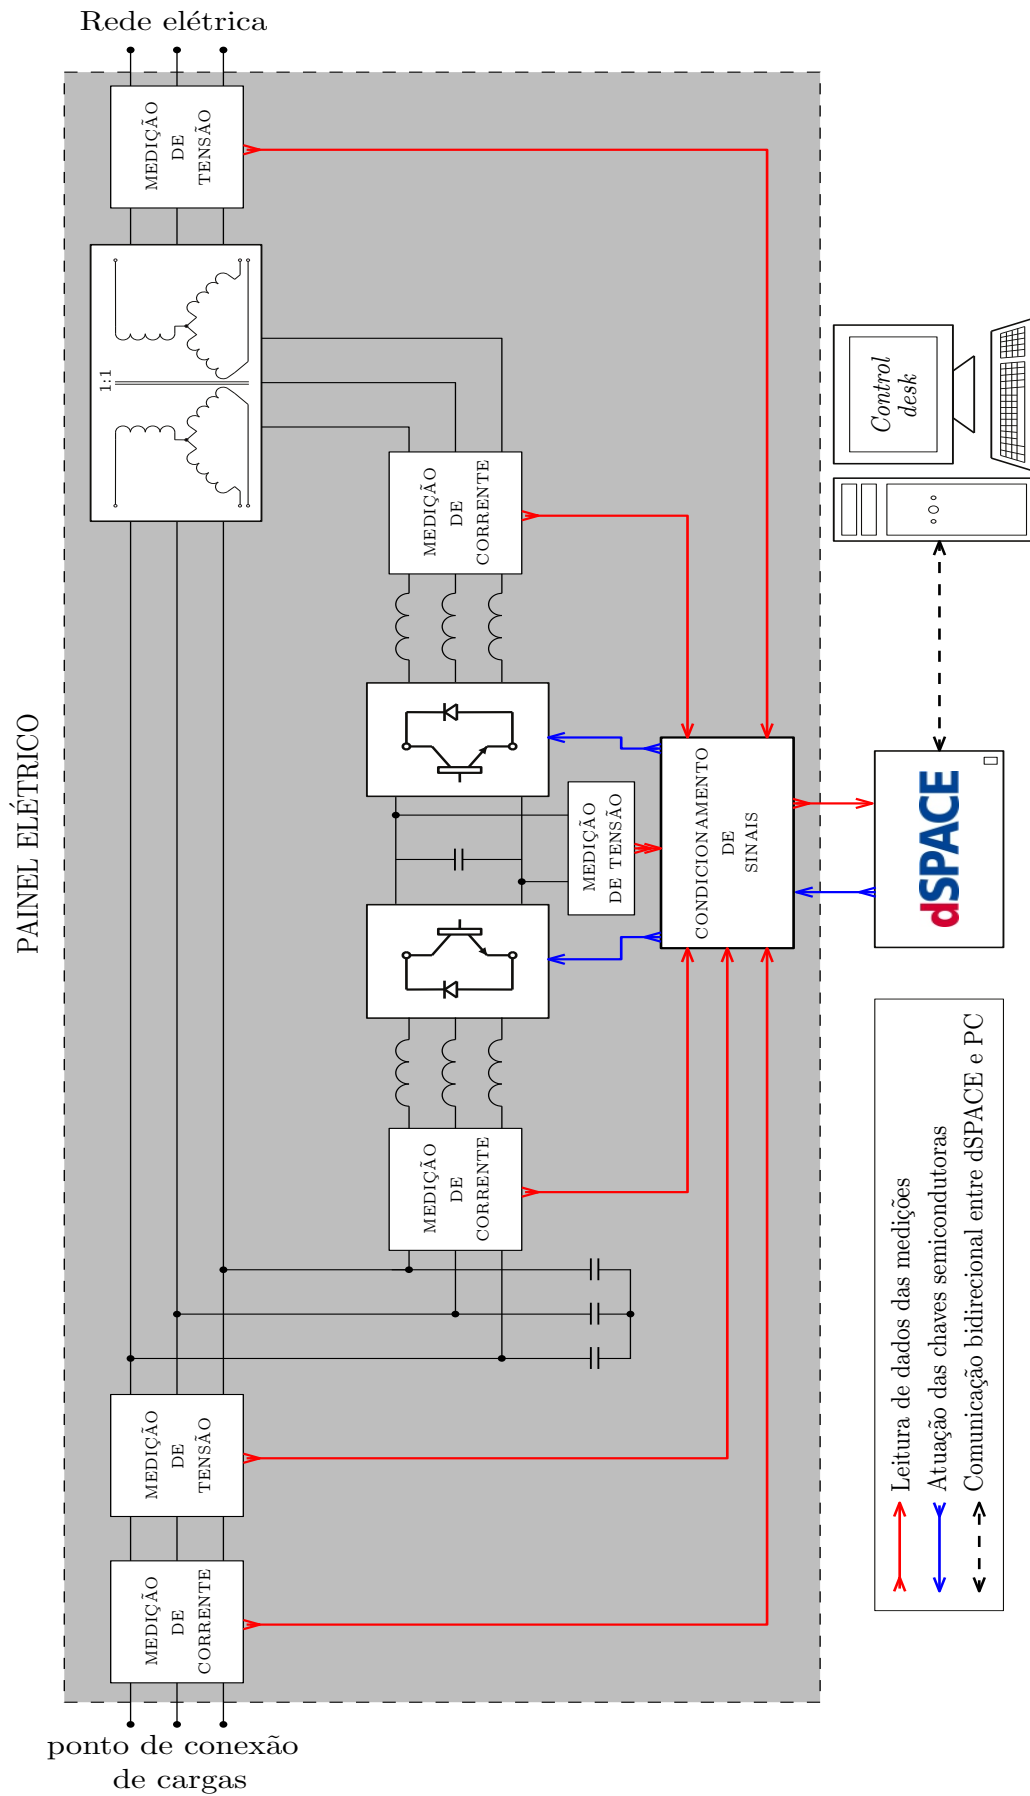 Rede elétrica
PAINEL ELÉTRICO
MEDIÇÃO
DE
TENSÃO
1:1
MEDIÇÃO
DE
CORRENTE
MEDIÇÃO
DE TENSÃO
CONDICIONAMENTO
DE
SINAIS
MEDIÇÃO
DE
CORRENTE
MEDIÇÃO
DE
TENSÃO
MEDIÇÃO
DE
CORRENTE
Control
desk
dSPACE
Leitura de dados das medições
Atuação das chaves semicondutoras
Comunicação bidirecional entre dSPACE e PC
ponto de conexão
de cargas